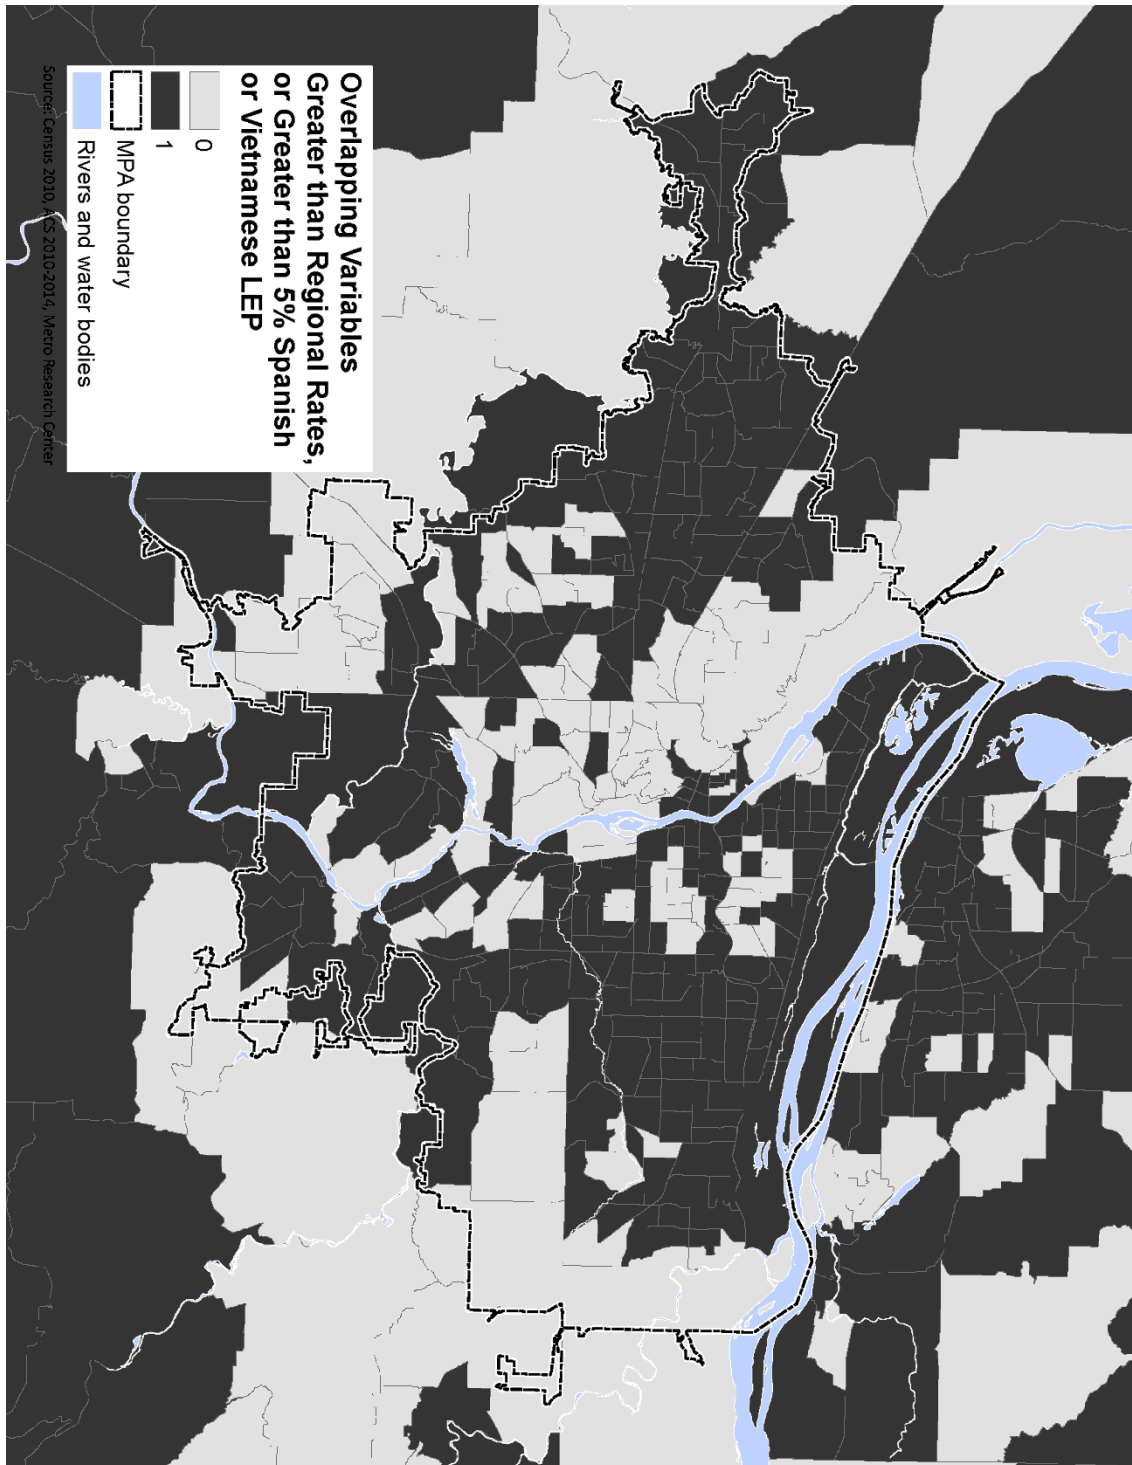 Overlapping Variables
Greater than Regional Rates,
or Greater than 5% Spanish
or Vietnamese LEP
0
1
MPA boundary
Rivers and water bodies
Source: Census 2010, ACS 2010-2014, Metro Research Center